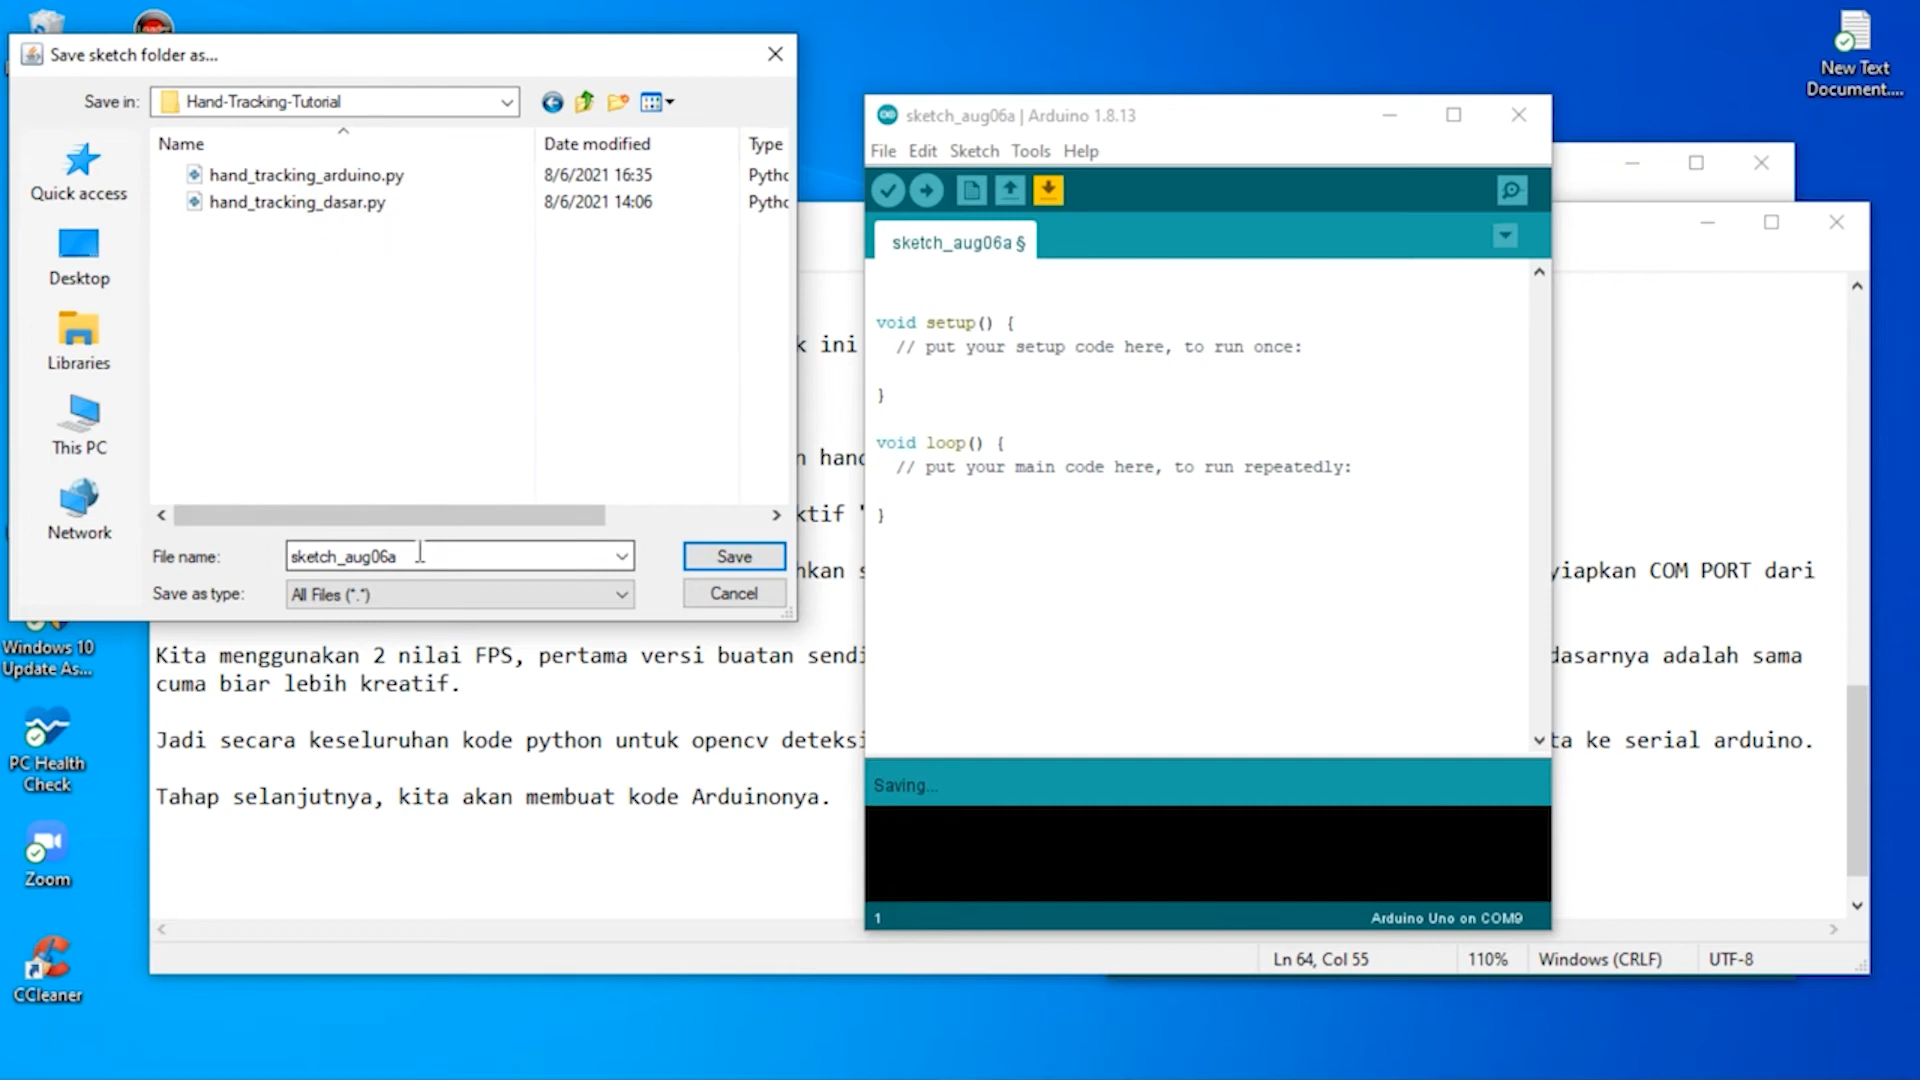 Save sketch folder as...
Save in:
Hand-Tracking-Tutorial
Name
Date modified
Type
hand_tracking_arduino.py
8/6/2021 16:35
Pytho
hand_tracking_dasar.py
8/6/2021 14:06
Pytho
Quick access
Desktop
Libraries
This PC
Network
File name:
sketch_aug06a
Save
Save as type:
All Files (*.*)
Cancel
New Text
Document....
sketch_aug06a | Arduino 1.8.13
File Edit Sketch Tools Help
sketch_aug06a §
void setup() {
// put your setup code here, to run once:
}
void loop() {
// put your main code here, to run repeatedly:
}
Saving...
1
Arduino Uno on COM9
k ini
n hand
ktif '
hkan s
yiapkan COM PORT dari
Kita menggunakan 2 nilai FPS, pertama versi buatan sendi
dasarnya adalah sama
cuma biar lebih kreatif.
Jadi secara keseluruhan kode python untuk opencv deteksi
ta ke serial arduino.
Tahap selanjutnya, kita akan membuat kode Arduinonya.
Ln 64, Col 55
110%
Windows (CRLF)
UTF-8
Windows 10
Update As...
PC Health
Check
Zoom
CCleaner